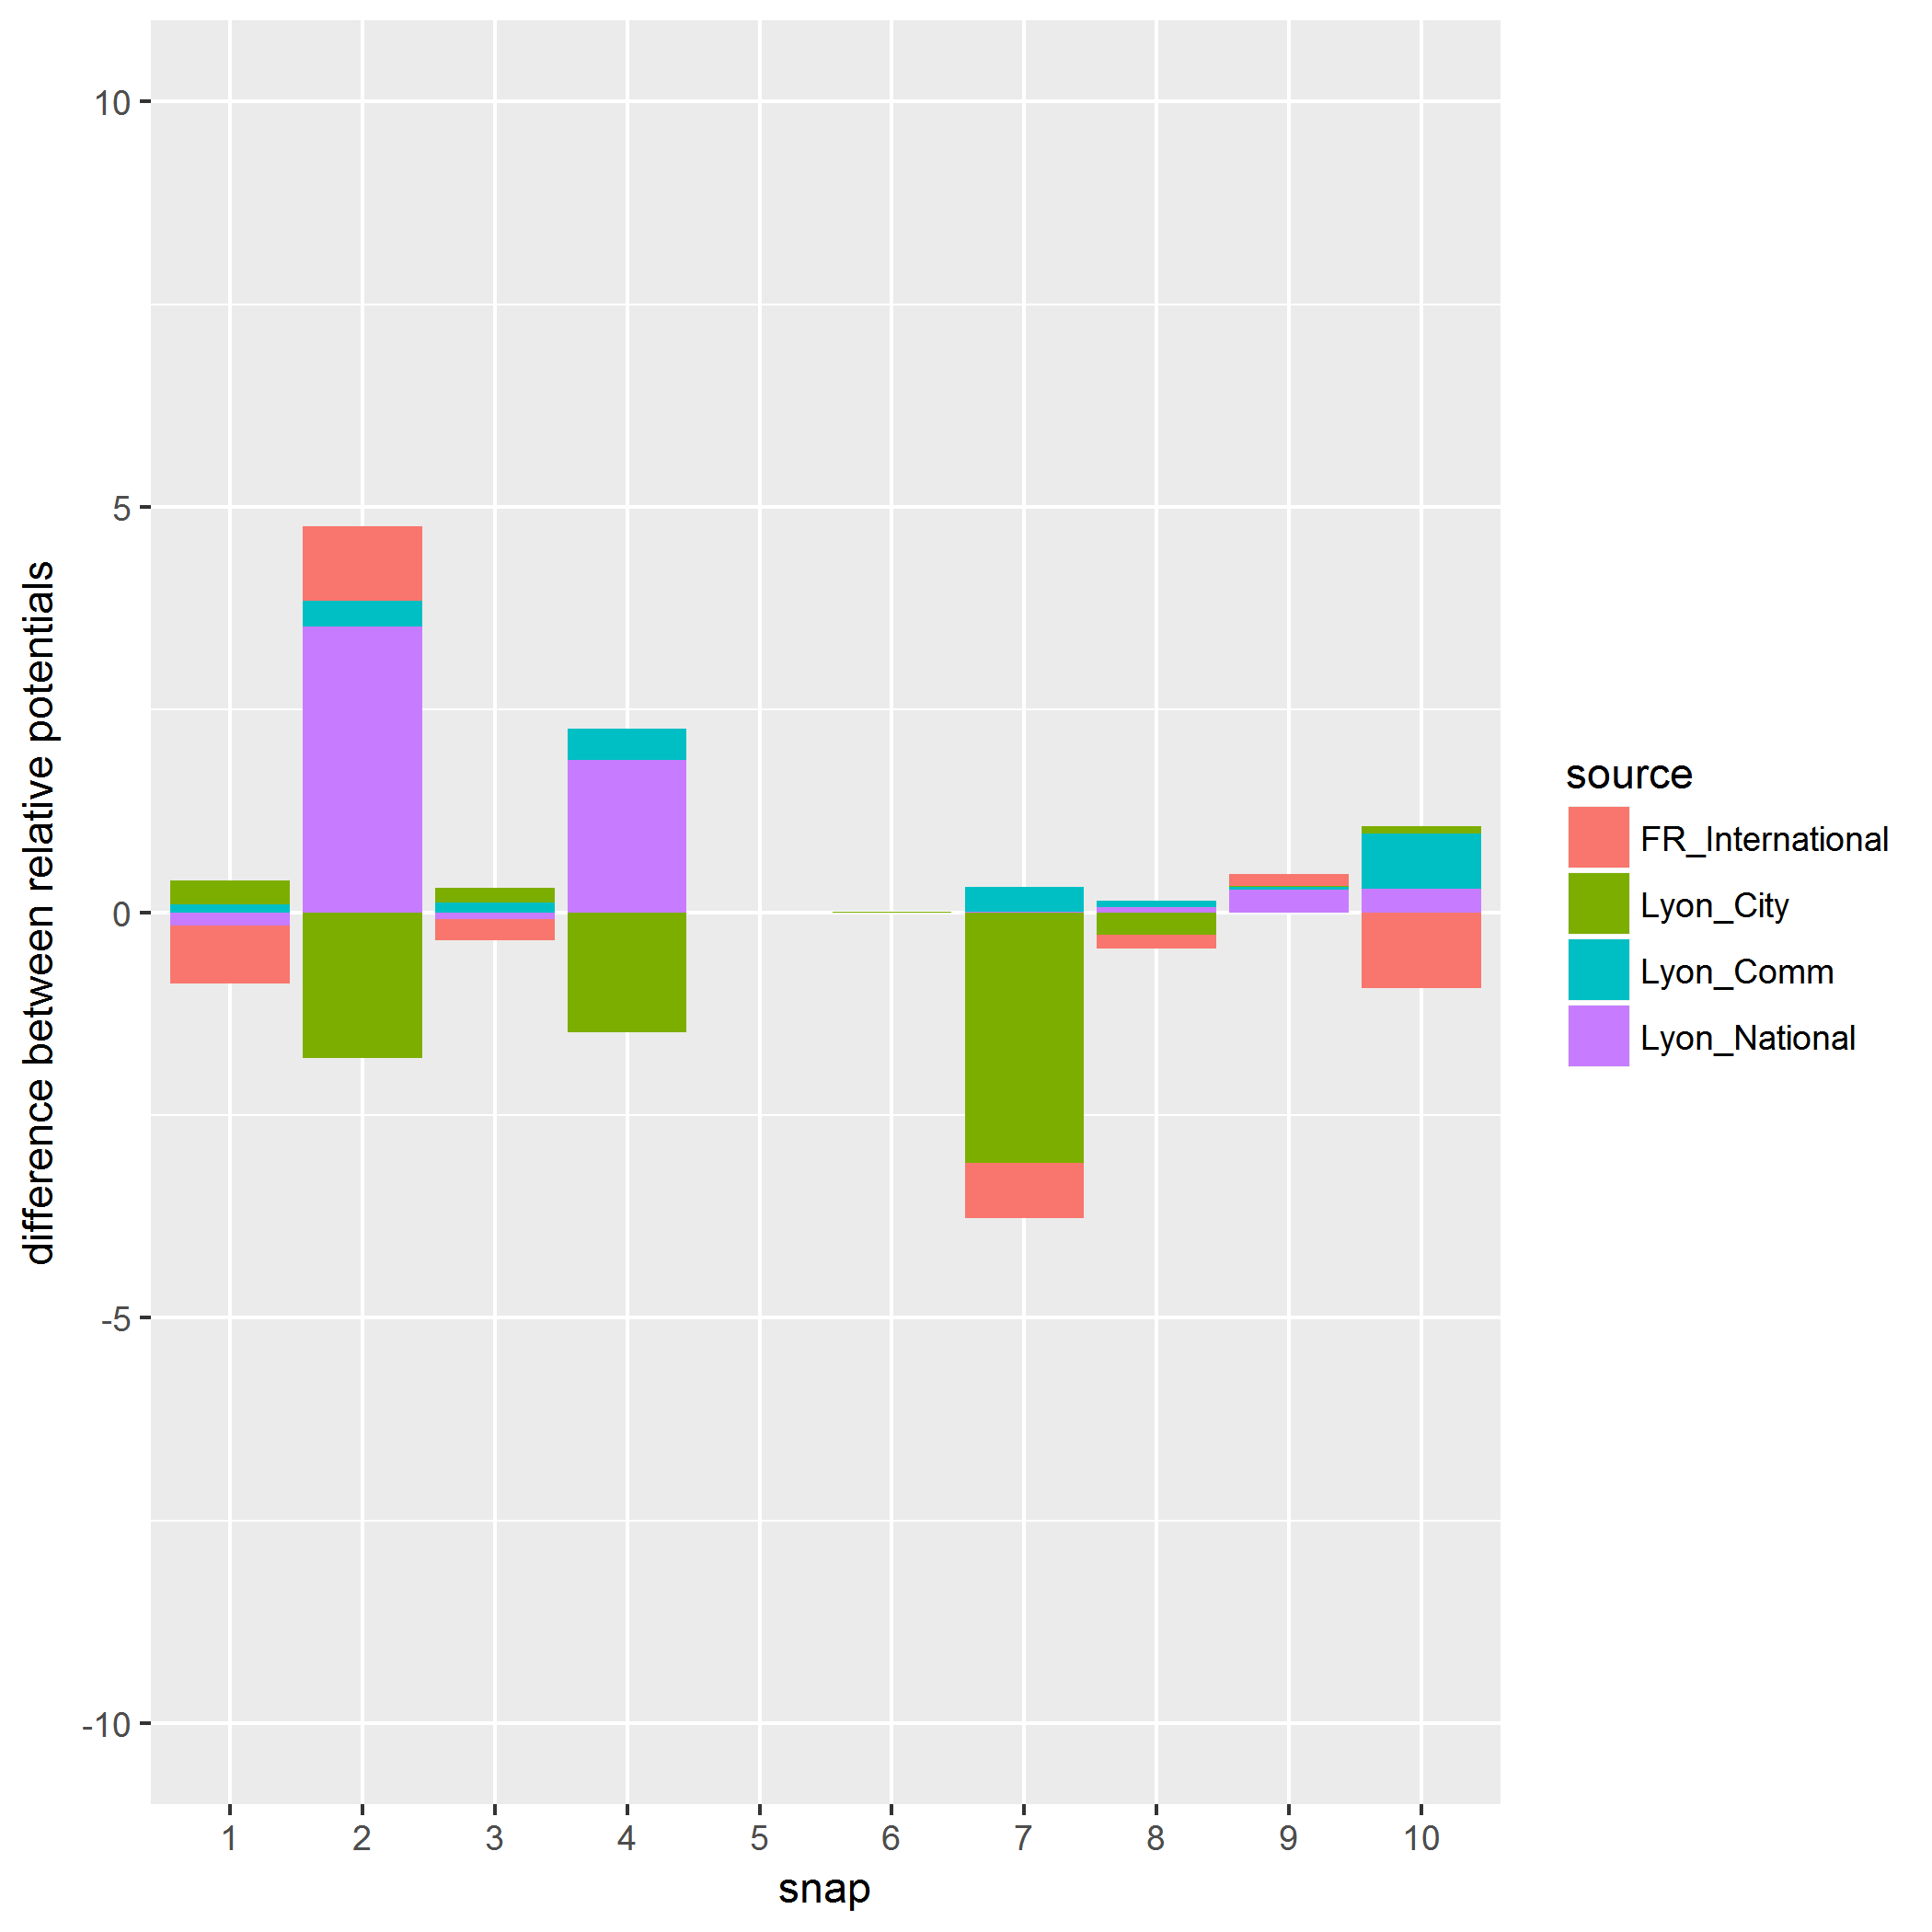 difference between relative potentials
10
5
0
-5
-10
1 2 3 4 5 6 7 8 9 10
snap
source
FR_International
Lyon_City
Lyon_Comm
Lyon_National